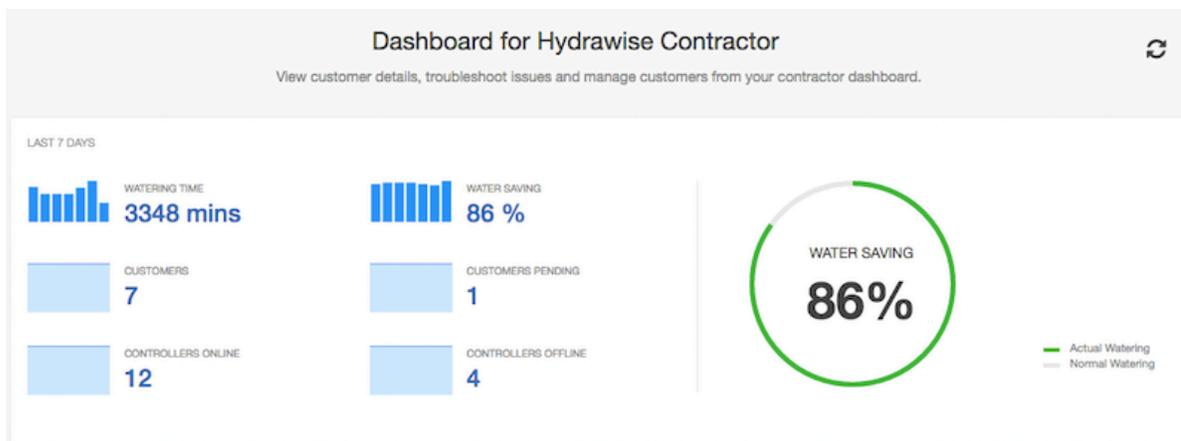 Dashboard for Hydrawise Contractor
View customer details, troubleshoot issues and manage customers from your contractor dashboard.
LAST 7 DAYS
WATERING TIME
3348 mins
WATER SAVING
86 %
CUSTOMERS
7
CUSTOMERS PENDING
1
CONTROLLERS ONLINE
12
CONTROLLERS OFFLINE
4
WATER SAVING
86%
Actual Watering
Normal Watering